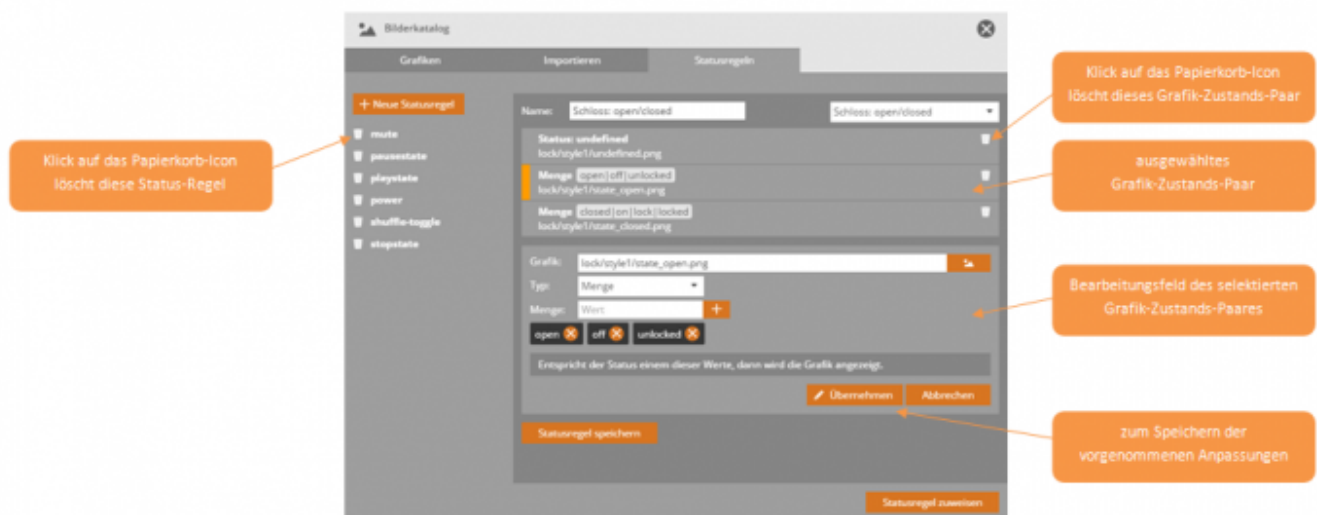 Bilderkatalog
Grafiken
Importieren
Statusregeln
+ Neue Statusregel
mute
pausestate
playstate
power
shuffle-toggle
stopstate
Name:
Schloss: open/closed
Schloss: open/closed
Status: undefined
lock/style1/undefined.png
Menge open|off|unlocked
lock/style1/state_open.png
Menge closed|on|lock|locked
lock/style1/state_closed.png
Grafik:
lock/style1/state_open.png
Typ:
Menge
Menge:
Wert
+
open
off
unlocked
Entspricht der Status einem dieser Werte, dann wird die Grafik angezeigt.
Übernehmen
Abbrechen
Statusregel speichern
Statusregel zuweisen
Klick auf das Papierkorb-Icon
löscht diese Status-Regel
Klick auf das Papierkorb-Icon
löscht dieses Grafik-Zustands-Paar
ausgewähltes
Grafik-Zustands-Paar
Bearbeitungsfeld des selektierten
Grafik-Zustands-Paares
zum Speichern der
vorgenommenen Anpassungen